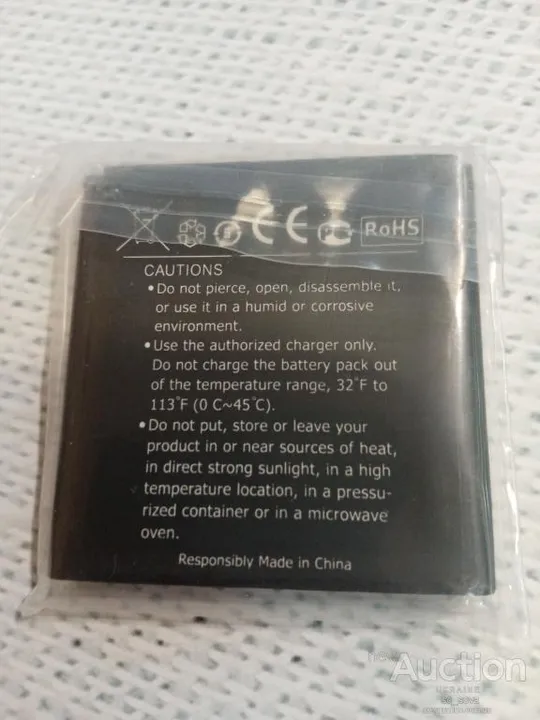 CE
RoHS
CAUTIONS
•Do not pierce, open, disassemble it,
or use it in a humid or corrosive
environment.
•Use the authorized charger only.
Do not charge the battery pack out
of the temperature range, 32°F to
113°F (0 C~45°C).
•Do not put, store or leave your
product in or near sources of heat,
in direct strong sunlight, in a high
temperature location, in a pressu-
rized container or in a microwave
oven.
Responsibly Made in China
Auction
UKRAINE